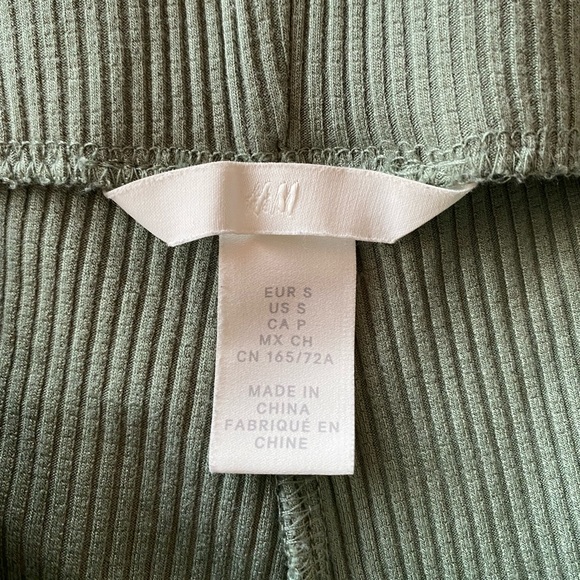 H&M
EUR S
US S
CA P
MX CH
CN 165/72A
MADE IN
CHINA
FABRIQUÉ EN
CHINE